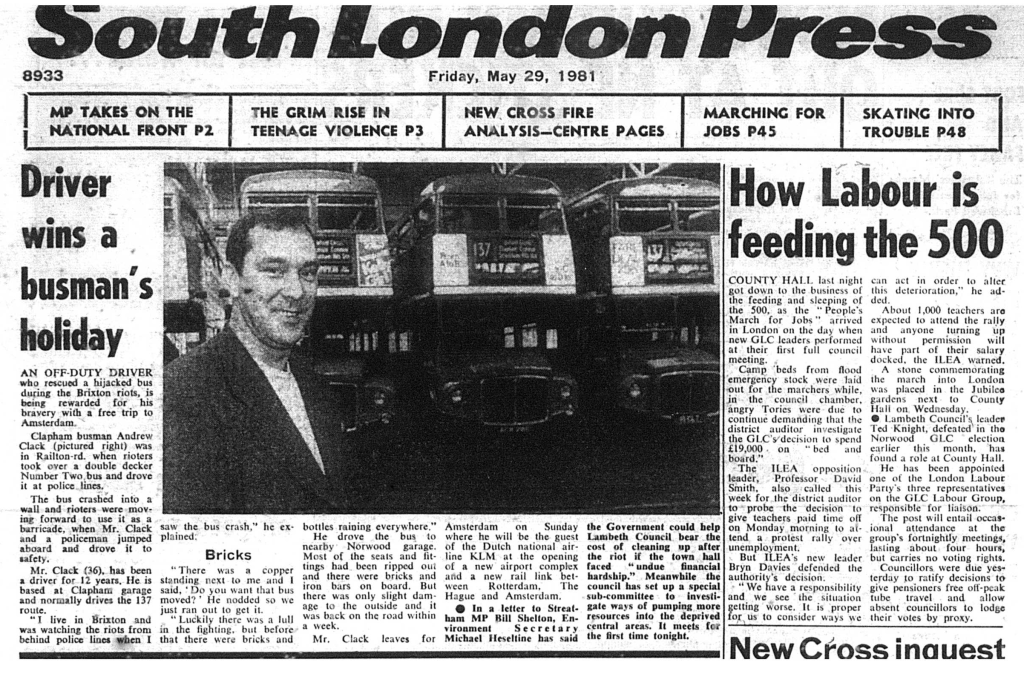 South London Press
8933
Friday, May 29, 1981
MP TAKES ON THE
NATIONAL FRONT P2
THE GRIM RISE IN
TEENAGE VIOLENCE P3
NEW CROSS FIRE
ANALYSIS—CENTRE PAGES
MARCHING FOR
JOBS P45
SKATING INTO
TROUBLE P48
Driver
wins a
busman's
holiday
AN OFF-DUTY DRIVER
who rescued a hijacked bus
during the Brixton riots, is
being rewarded for his
bravery with a free trip to
Amsterdam.
Clapham busman Andrew
Clack (pictured right) was
in Railton-rd. when rioters
took over a double decker
Number Two bus and drove
it at police lines.
The bus crashed into a
wall and rioters were mov-
ing forward to use it as a
barricade, when Mr. Clack
and a policeman jumped
aboard and drove it to
safety.
Mr. Clack (36), has been
a driver for 12 years. He is
based at Clapham garage
and normally drives the 137
route.
"I live in Brixton and
was watching the riots from
behind police lines when I
saw the bus crash," he ex-
plained.
Bricks
"There was a copper
standing next to me and I
said, 'Do you want that bus
moved?' He nodded so we
just ran out to get it.
"Luckily there was a lull
in the fighting, but before
that there were bricks and
bottles raining everywhere."
He drove the bus to
nearby Norwood garage.
Most of the seats and fit-
tings had been ripped out
and there were bricks and
iron bars on board. But
there was only slight dam-
age to the outside and it
was back on the road within
a week.
Mr. Clack leaves for
Amsterdam on Sunday
where he will be the guest
of the Dutch national air-
line KLM at the opening
of a new airport complex
and a new rail link bet-
ween Rotterdam, The
Hague and Amsterdam.
● In a letter to Streat-
ham MP Bill Shelton, En-
vironment Secretary
Michael Heseltine has said
the Government could help
Lambeth Council bear the
cost of cleaning up after
the riot if the town hall
faced "undue financial
hardship." Meanwhile the
council has set up a special
sub-committee to investi-
gate ways of pumping more
resources into the deprived
central areas. It meets for
the first time tonight.
137
137
How Labour is
feeding the 500
COUNTY HALL last night
got down to the business of
the feeding and sleeping of
the 500, as the "People's
March for Jobs" arrived
in London on the day when
new GLC leaders performed
at their first full council
meeting.
Camp beds from flood
emergency stock were laid
out for the marchers while,
in the council chamber,
angry Tories were due to
continue demanding that the
district auditor investigate
the GLC's decision to spend
£19,000 on "bed and
board."
The ILEA opposition
leader, Professor David
Smith, also called this
week for the district auditor
to probe the decision to
give teachers paid time off
on Monday morning to at-
tend a protest rally over
unemployment.
But ILEA's new leader
Bryn Davies defended the
authority's decision.
"We have a responsibility
and we see the situation
getting worse. It is proper
for us to consider ways we
can act in order to alter
this deterioration," he ad-
ded.
About 1,000 teachers are
expected to attend the rally
and anyone turning up
without permission will
have part of their salary
docked, the ILEA warned.
A stone commemorating
the march into London
was placed in the Jubilee
gardens next to County
Hall on Wednesday.
● Lambeth Council's leader
Ted Knight, defeated in the
Norwood GLC election
earlier this month, has
found a role at County Hall.
He has been appointed
one of the London Labour
Party's three representatives
on the GLC Labour Group,
responsible for liaison.
The post will entail occas-
ional attendance at the
group's fortnightly meetings,
lasting about four hours,
but carries no voting rights.
Councillors were due yes-
terday to ratify decisions to
give pensioners free off-peak
tube travel and allow
absent councillors to lodge
their votes by proxy.
New Cross inquest